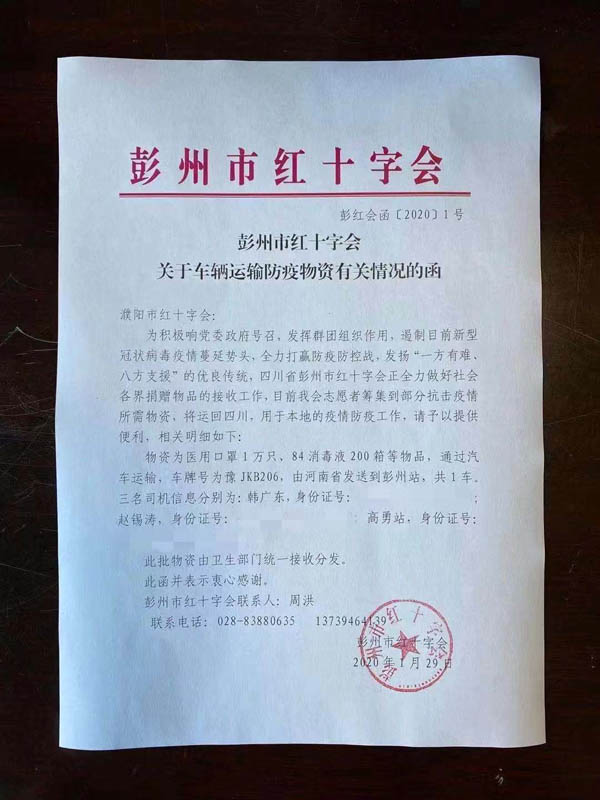 彭州市红十字会
彭红会函〔2020〕1号
彭州市红十字会
关于车辆运输防疫物资有关情况的函
濮阳市红十字会:
为积极响党委政府号召，发挥群团组织作用，遏制目前新型
冠状病毒疫情蔓延势头，全力打赢防疫防控战，发扬“一方有难、
八方支援”的优良传统，四川省彭州市红十字会正全力做好社会
各界捐赠物品的接收工作，目前我会志愿者筹集到部分抗击疫情
所需物资，将运回四川，用于本地的疫情防疫工作，请予以提供
便利，相关明细如下:
物资为医用口罩1万只，84消毒液200箱等物品，通过汽
车运输，车牌号为豫JKB206，由河南省发送到彭州站，共1车。
三名司机信息分别为:韩广东，身份证号: ;
赵锡涛，身份证号: 高勇站，身份证号:
此批物资由卫生部门统一接收分发。
此函并表示衷心感谢。
彭州市红十字会联系人: 周洪
联系电话: 028-83880635 13739464139
彭州市红十字会
彭州市红十字会
2020年1月29日